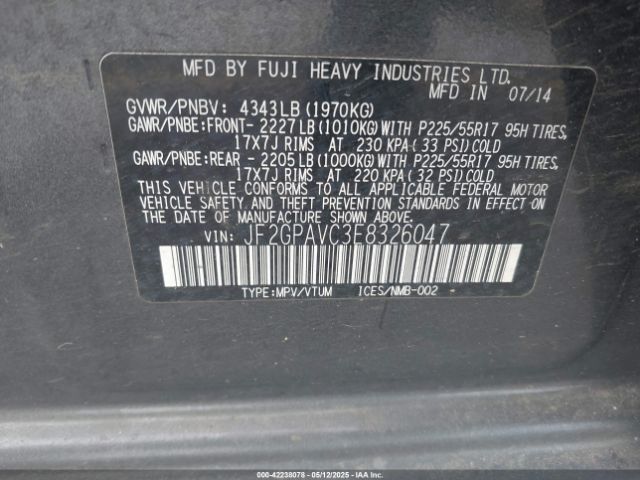 MFD BY FUJI HEAVY INDUSTRIES LTD.
MFD IN 07/14
GVWR/PNBV: 4343LB (1970KG)
GAWR/PNBE:FRONT- 2227LB(1010KG)WITH P225/55R17 95H TIRES,
17X7J RIMS AT 230 KPA( 33 PSI)COLD
GAWR/PNBE:REAR - 2205LB(1000KG)WITH P225/55R17 95H TIRES,
17X7J RIMS AT 220 KPA( 32 PSI)COLD
THIS VEHICLE CONFORMS TO ALL APPLICABLE FEDERAL MOTOR
VEHICLE SAFETY AND THEFT PREVENTION STANDARDS IN EFFECT
ON THE DATE OF MANUFACTURE SHOWN ABOVE.
VIN: JF2GPAVC3E8326047
TYPE:MPV/VTUM ICES/NMB-002
000-42238078 - 05/12/2025 - IAAI.COM